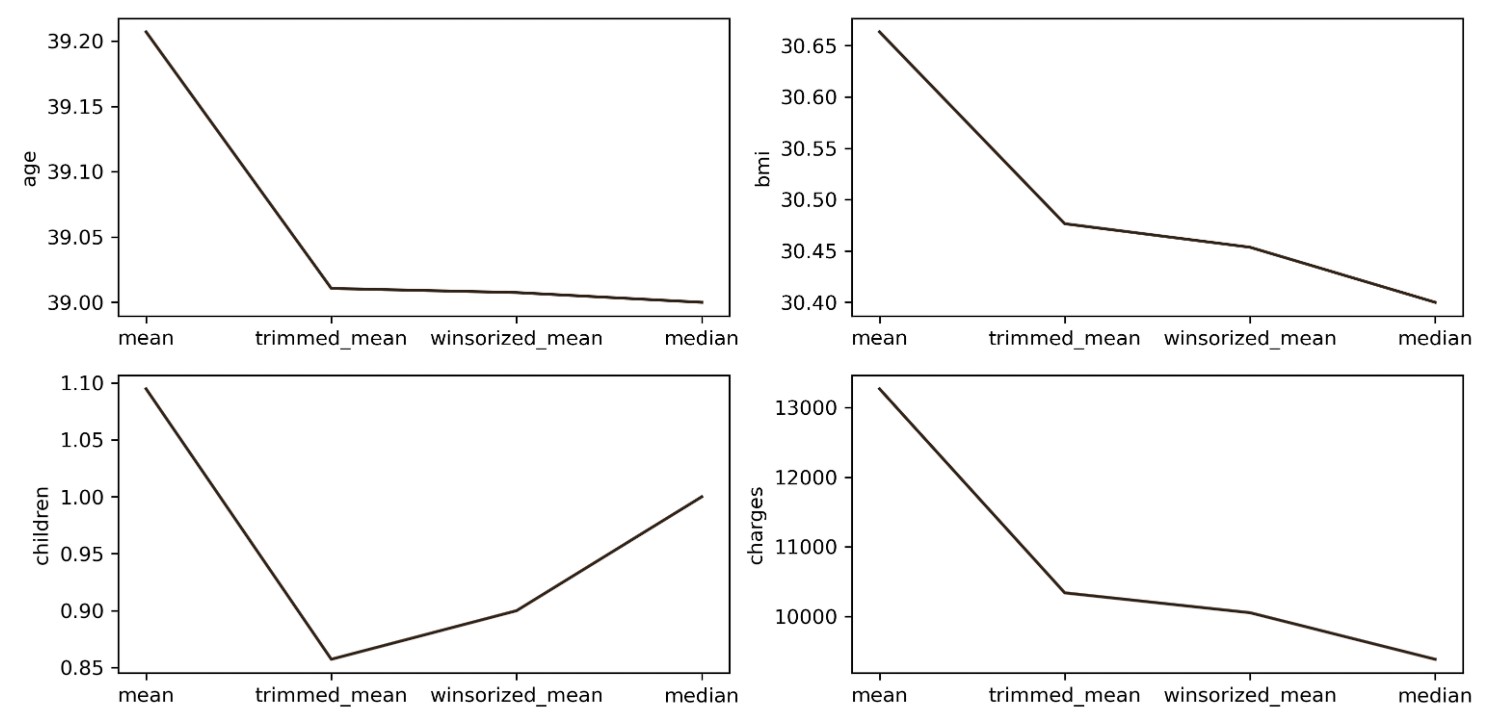 age
39.20
39.15
39.10
39.05
39.00
mean trimmed_mean winsorized_mean median
bmi
30.65
30.60
30.55
30.50
30.45
30.40
mean trimmed_mean winsorized_mean median
children
1.10
1.05
1.00
0.95
0.90
0.85
mean trimmed_mean winsorized_mean median
charges
13000
12000
11000
10000
mean trimmed_mean winsorized_mean median